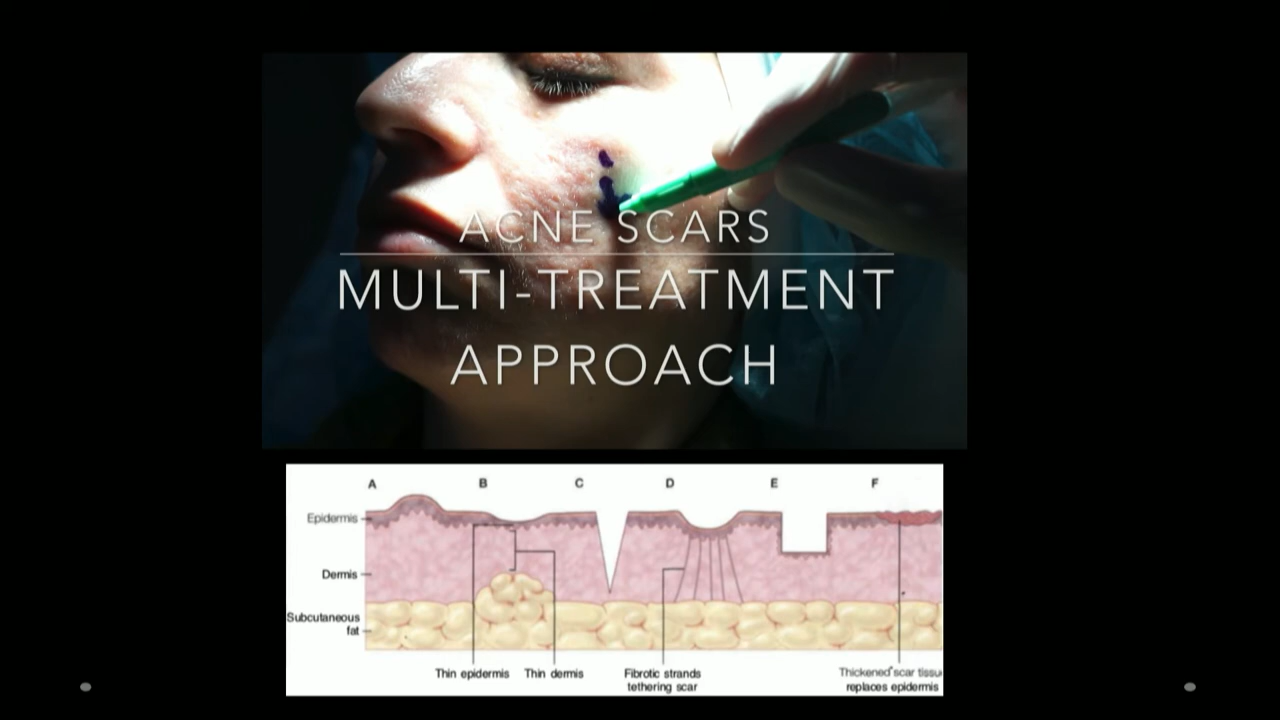 ACNE SCARS
MULTI-TREATMENT
APPROACH
A B C D E F
Epidermis
Dermis
Subcutaneous
fat
Thin epidermis Thin dermis Fibrotic strands Thickened scar tissu
tethering scar replaces epidermis